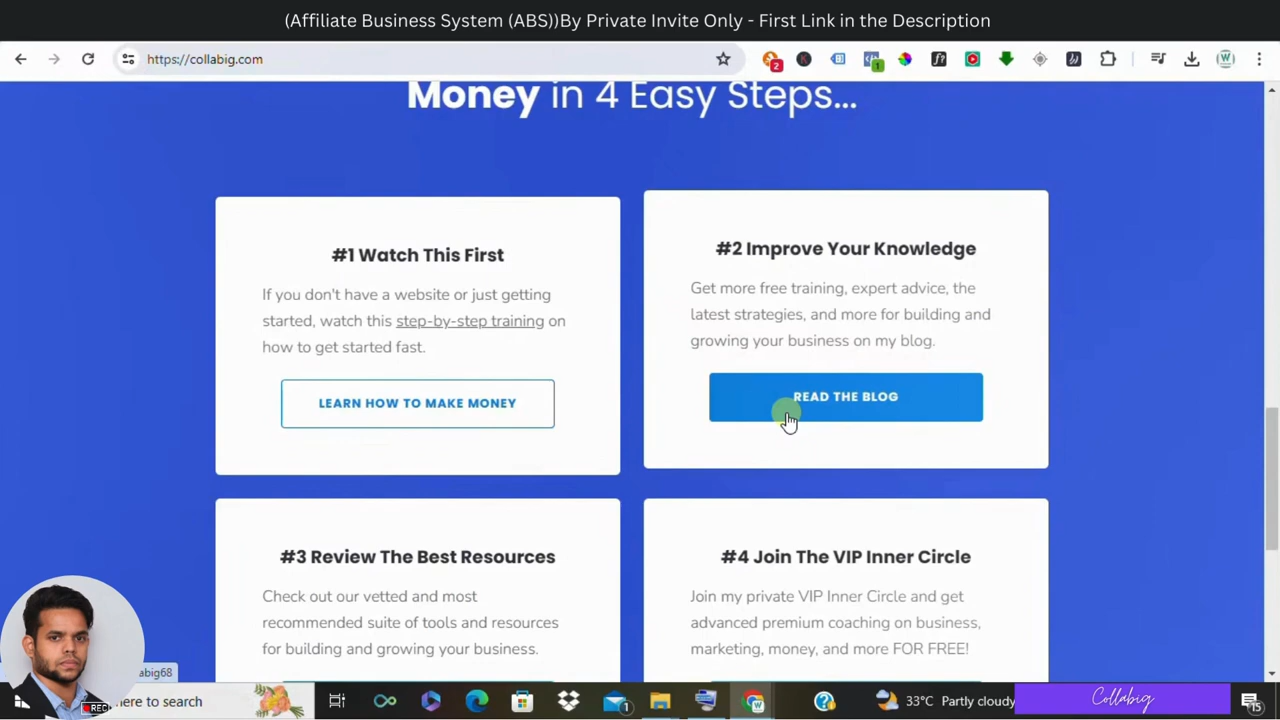 (Affiliate Business System (ABS))By Private Invite Only - First Link in the Description
https://collabig.com
2
1
Money in 4 Easy Steps...
#1 Watch This First
If you don't have a website or just getting
started, watch this step-by-step training on
how to get started fast.
LEARN HOW TO MAKE MONEY
#2 Improve Your Knowledge
Get more free training, expert advice, the
latest strategies, and more for building and
growing your business on my blog.
READ THE BLOG
#3 Review The Best Resources
Check out our vetted and most
recommended suite of tools and resources
for building and growing your business.
#4 Join The VIP Inner Circle
Join my private VIP Inner Circle and get
advanced premium coaching on business,
marketing, money, and more FOR FREE!
abig68
REC
here to search
1
33°C Partly cloudy
Collabig
15